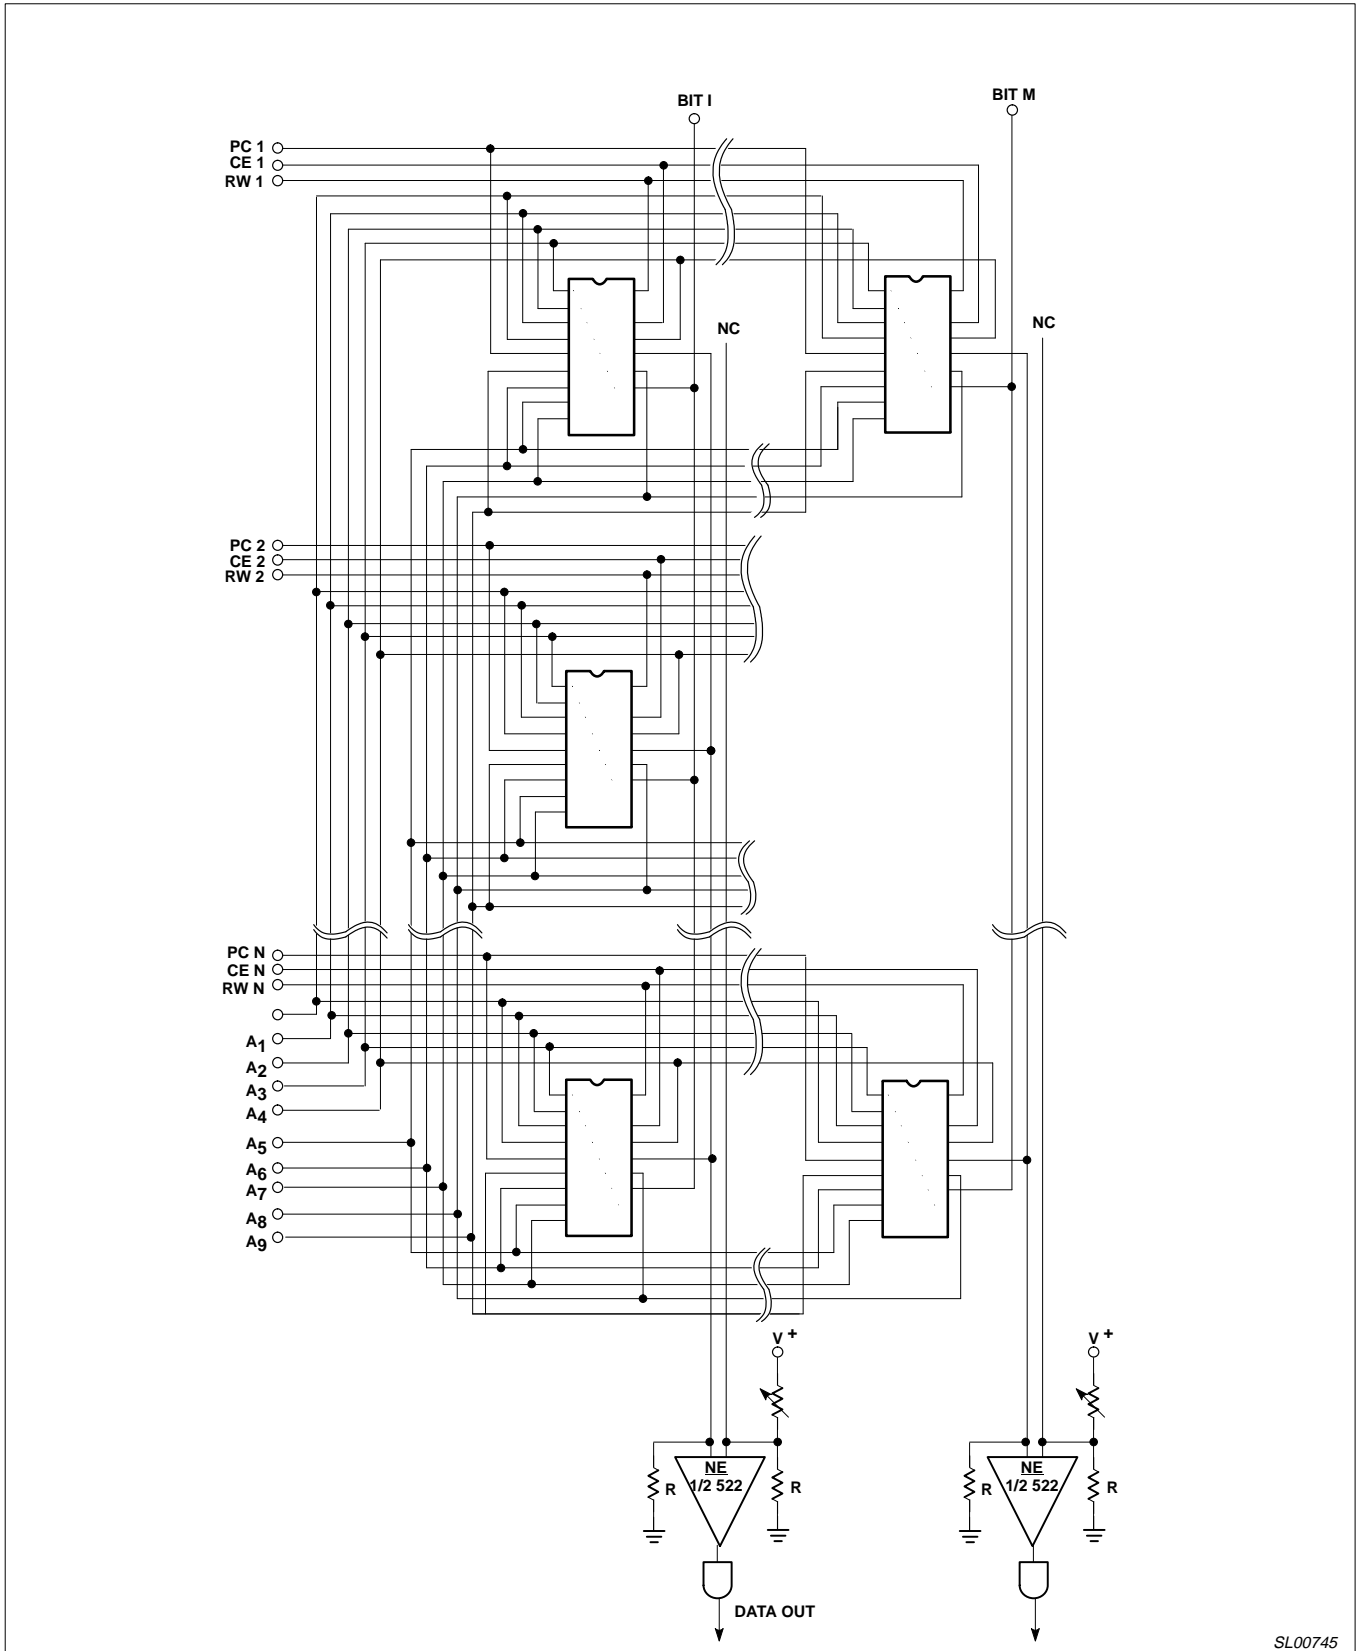 BIT I
BIT M
PC 1
CE 1
RW 1
NC
NC
PC 2
CE 2
RW 2
PC N
CE N
RW N
A1
A2
A3
A4
A5
A6
A7
A8
A9
V+
V+
NE
1/2 522
R
R
NE
1/2 522
R
R
DATA OUT
SL00745